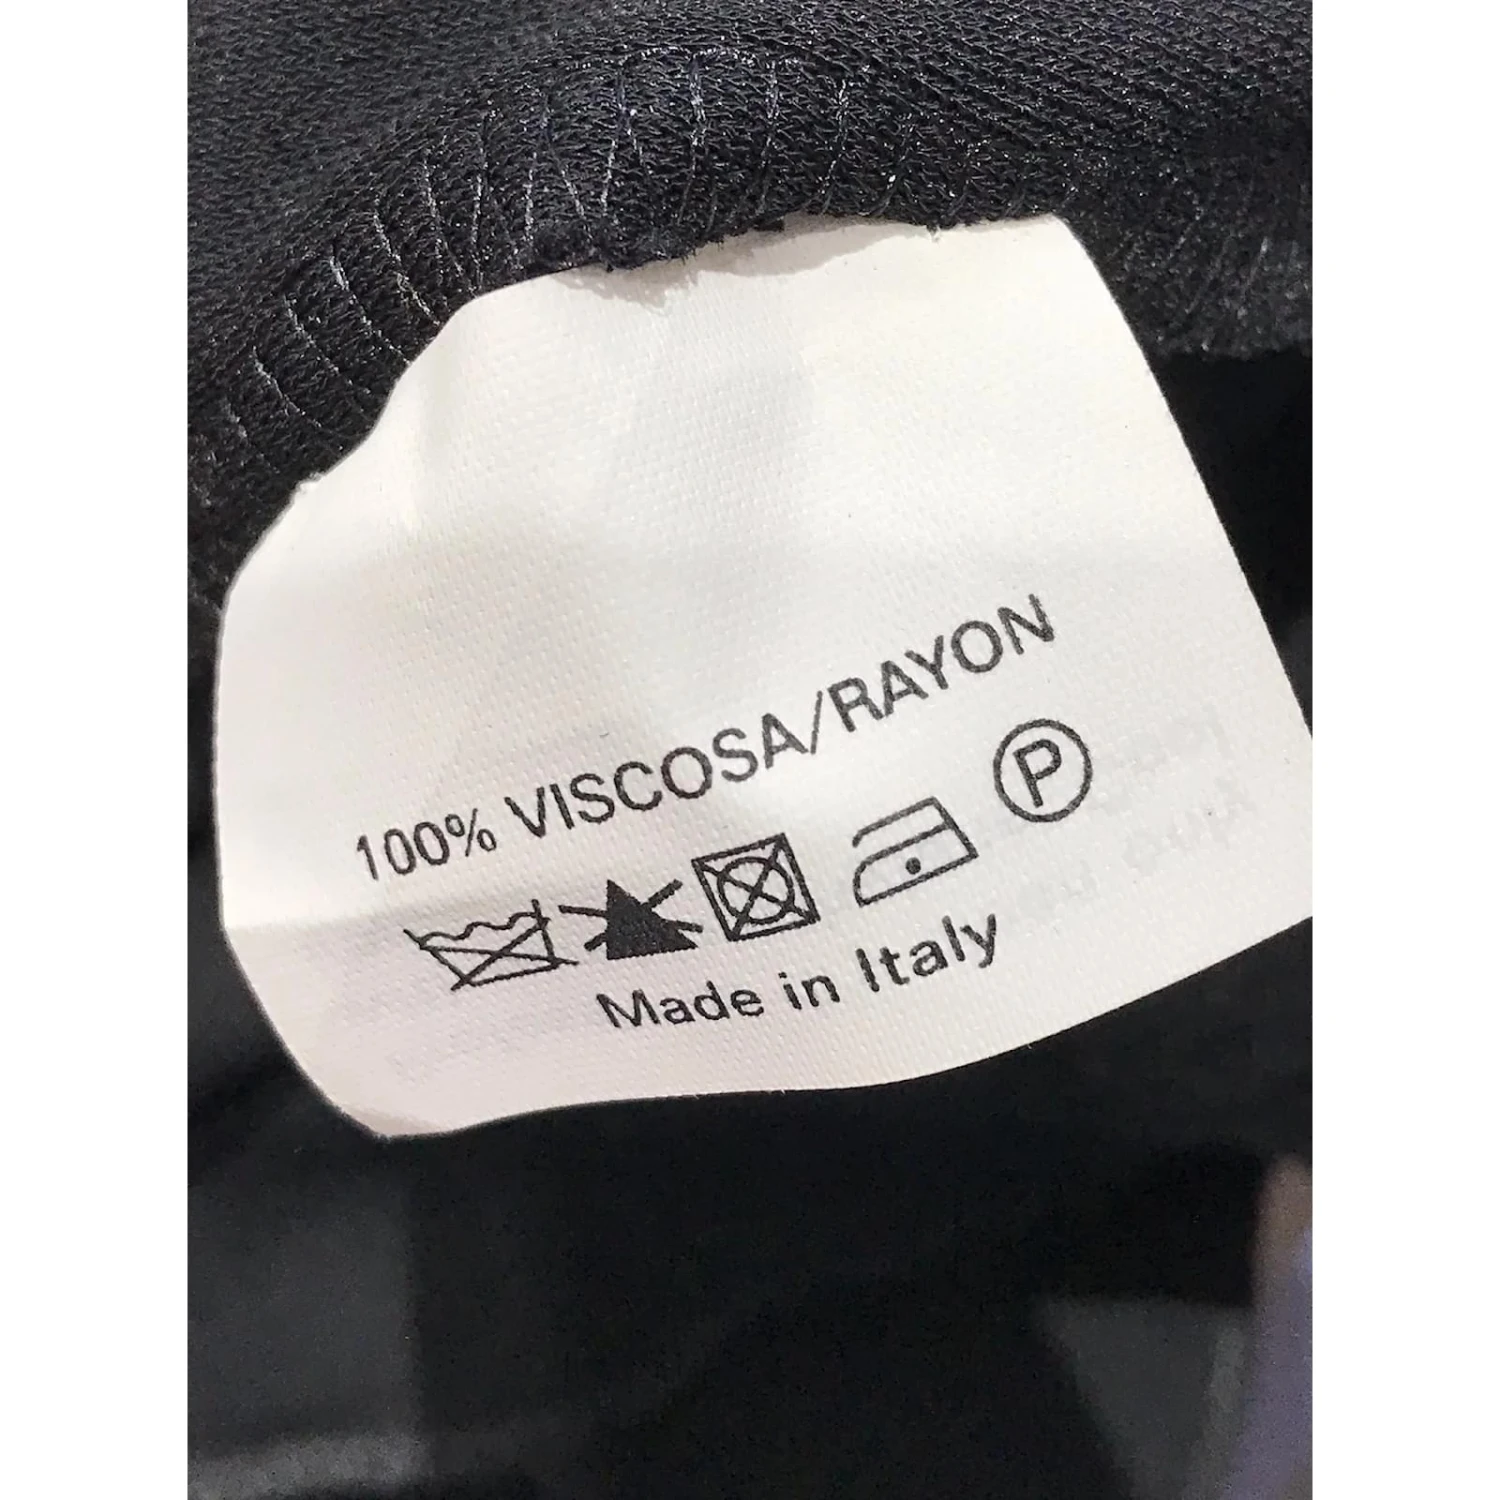 100% VISCOSA/RAYON
P
Made in Italy